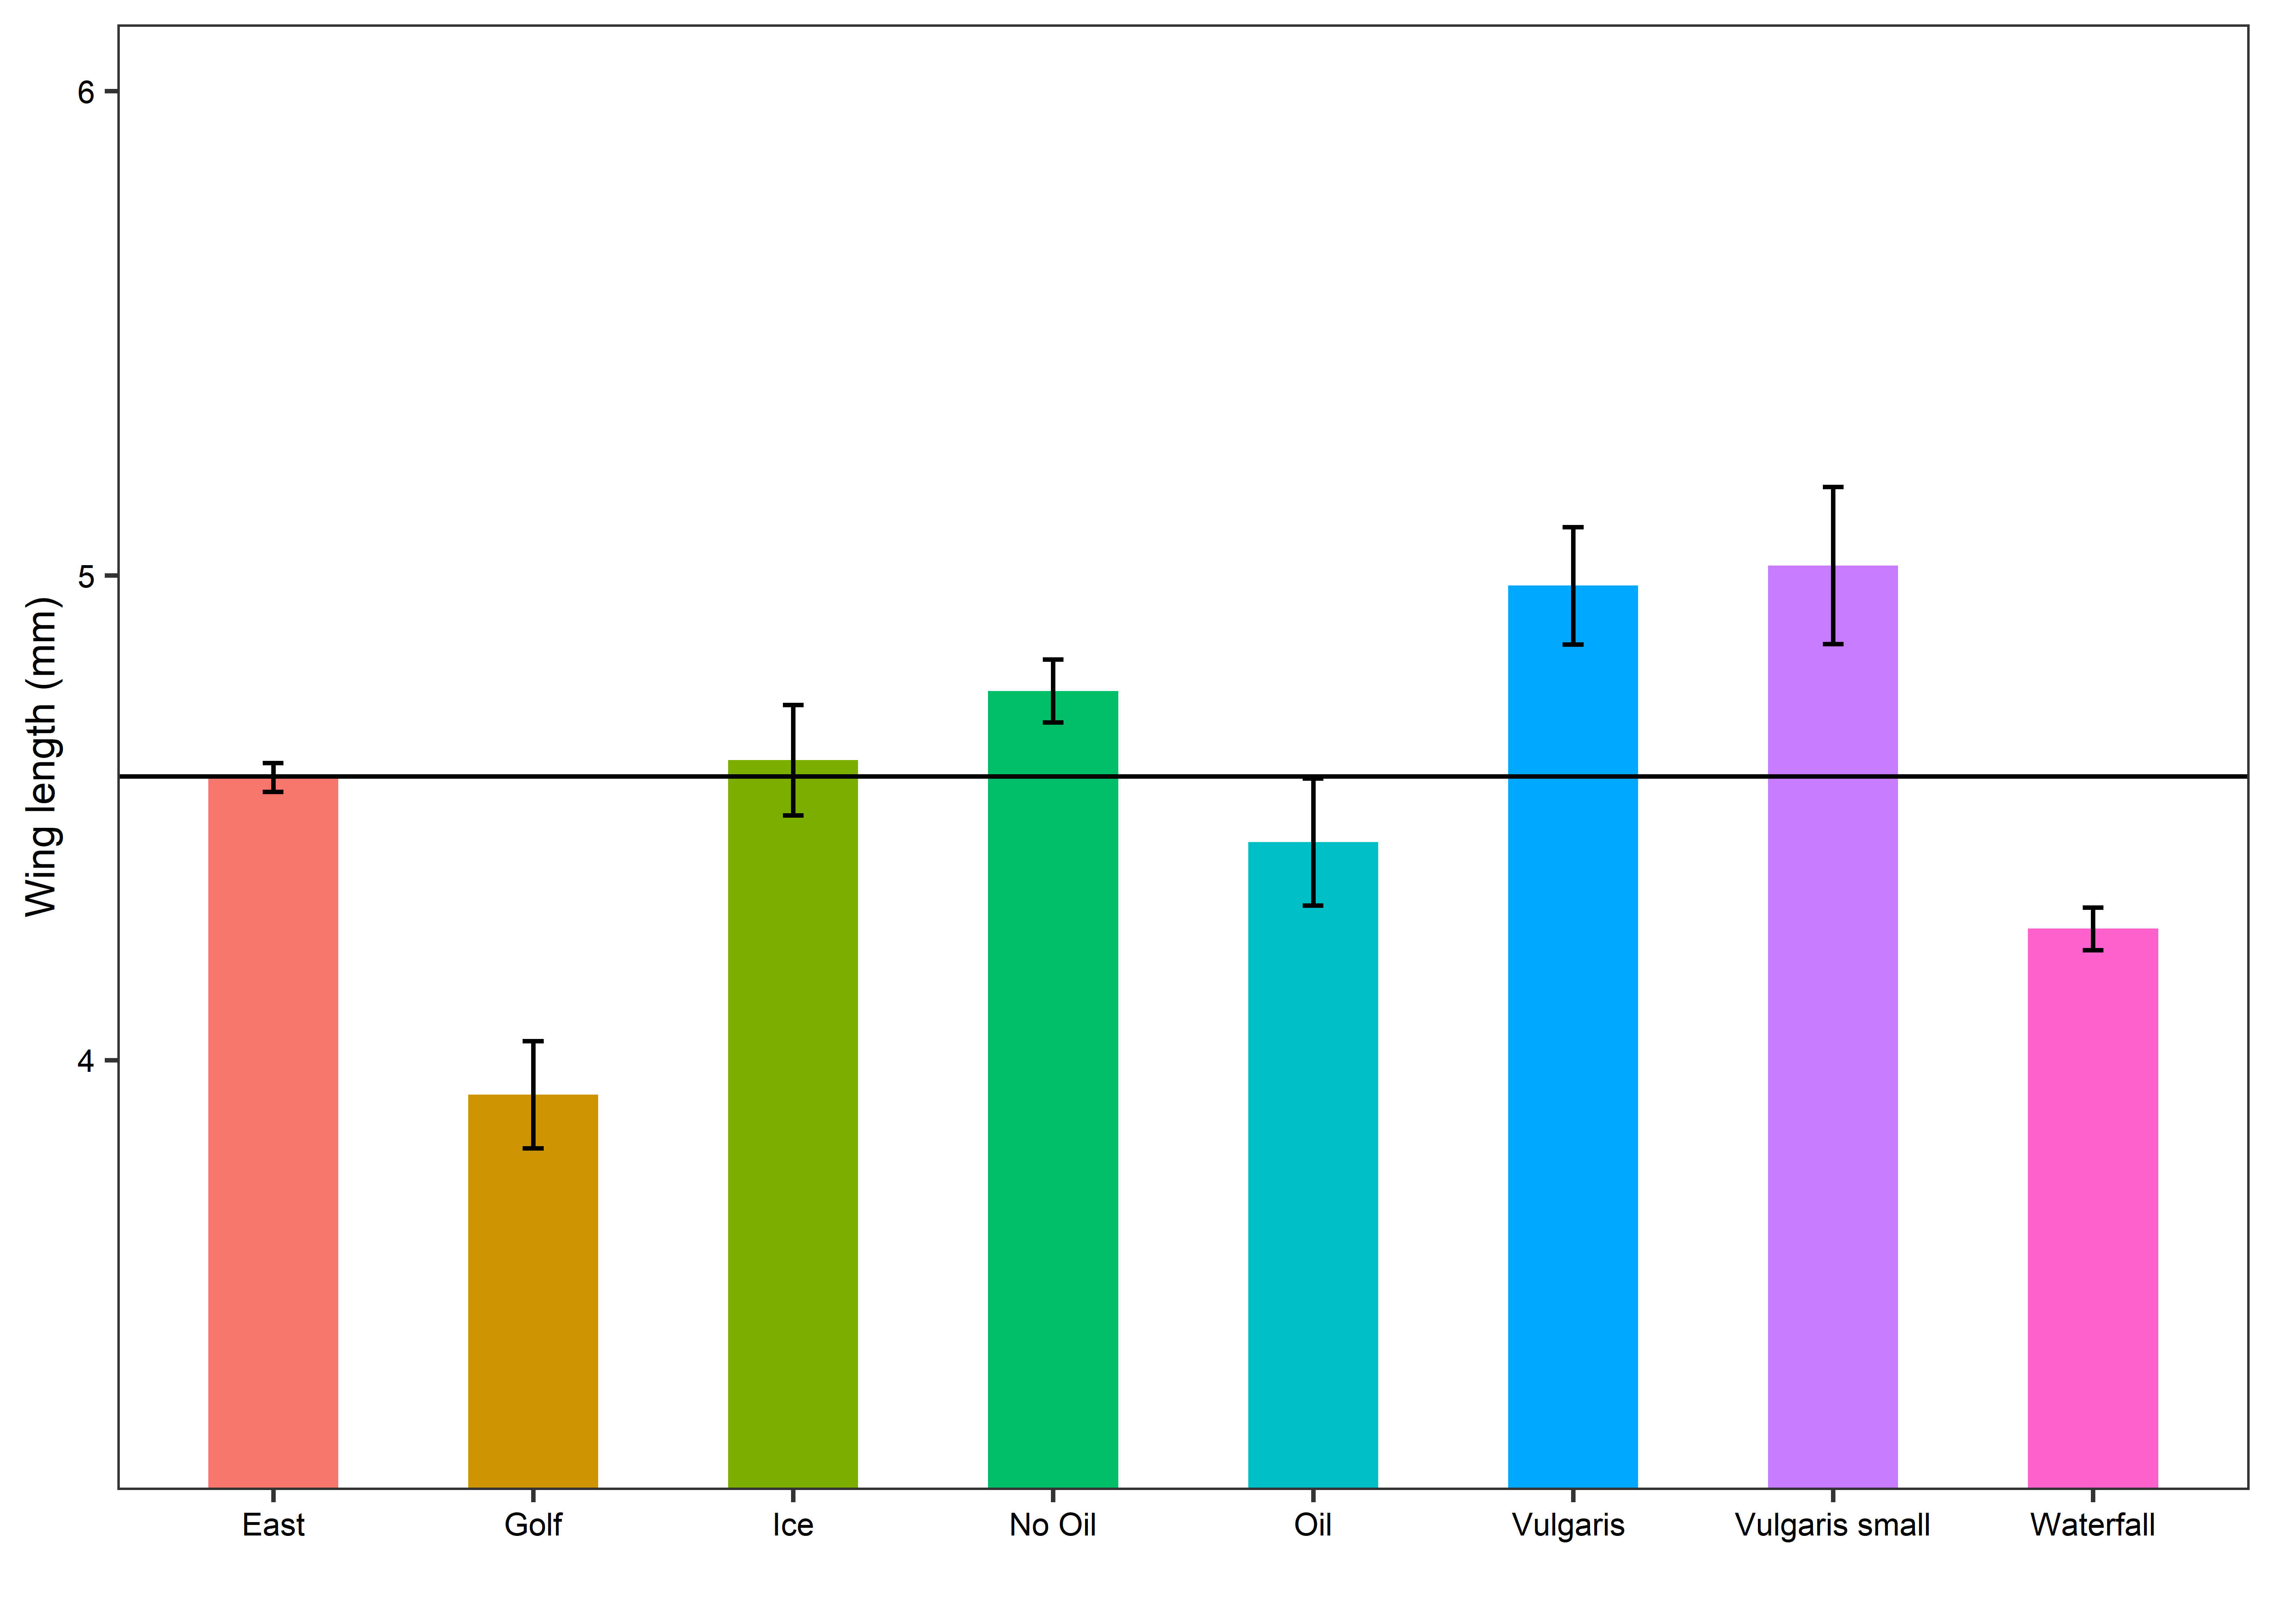 6
5
4
Wing length (mm)
East
Golf
Ice
No Oil
Oil
Vulgaris
Vulgaris small
Waterfall